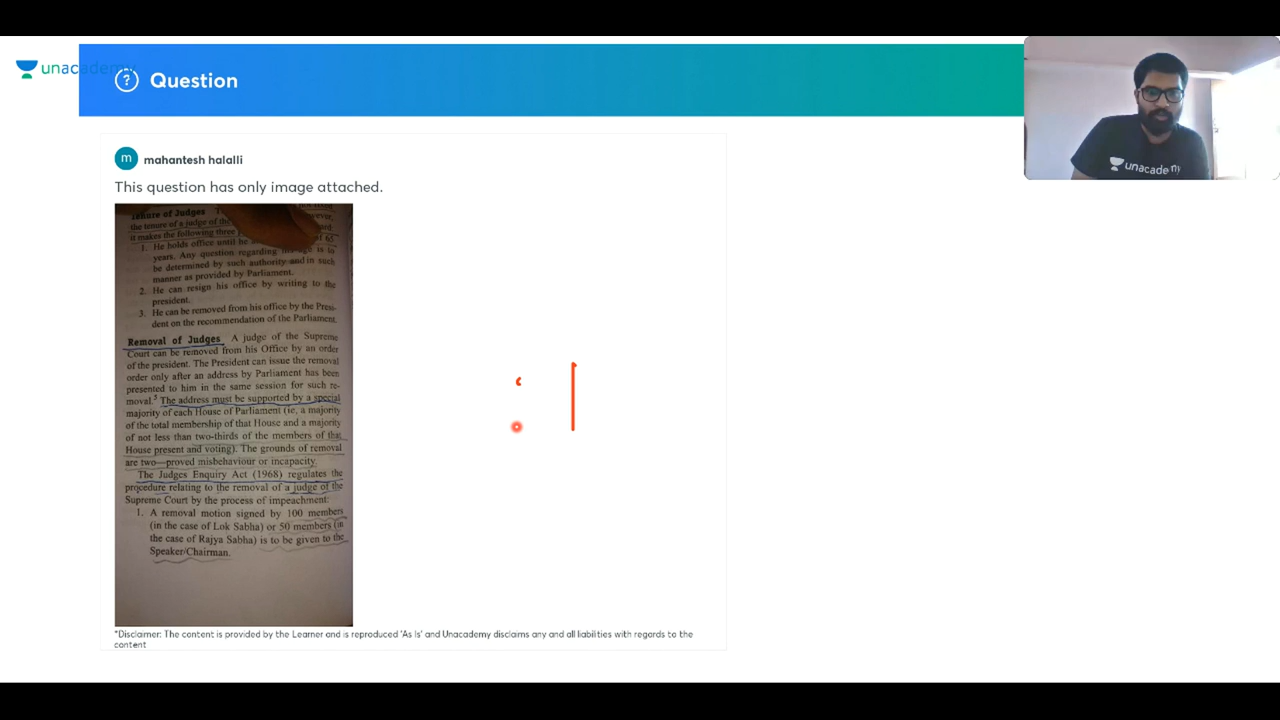 unacademy
? Question
m mahantesh halalli
This question has only image attached.
Tenure of Judges
the tenure of a judge of the
it makes the following three
1. He holds office until he of 65
years. Any question regarding his age is to
be determined by such authority and in such
manner as provided by Parliament.
2. He can resign his office by writing to the
president.
3. He can be removed from his office by the Presi-
dent on the recommendation of the Parliament.
Removal of Judges A judge of the Supreme
Court can be removed from his Office by an order
of the president. The President can issue the removal
order only after an address by Parliament has been
presented to him in the same session for such re-
moval.5 The address must be supported by a special
majority of each House of Parliament (ie, a majority
of the total membership of that House and a majority
of not less than two-thirds of the members of that
House present and voting). The grounds of removal
are two—proved misbehaviour or incapacity.
The Judges Enquiry Act (1968) regulates the
procedure relating to the removal of a judge of the
Supreme Court by the process of impeachment:
1. A removal motion signed by 100 members
(in the case of Lok Sabha) or 50 members (in
the case of Rajya Sabha) is to be given to the
Speaker/Chairman.
*Disclaimer: The content is provided by the Learner and is reproduced 'As Is' and Unacademy disclaims any and all liabilities with regards to the
content
unacademy